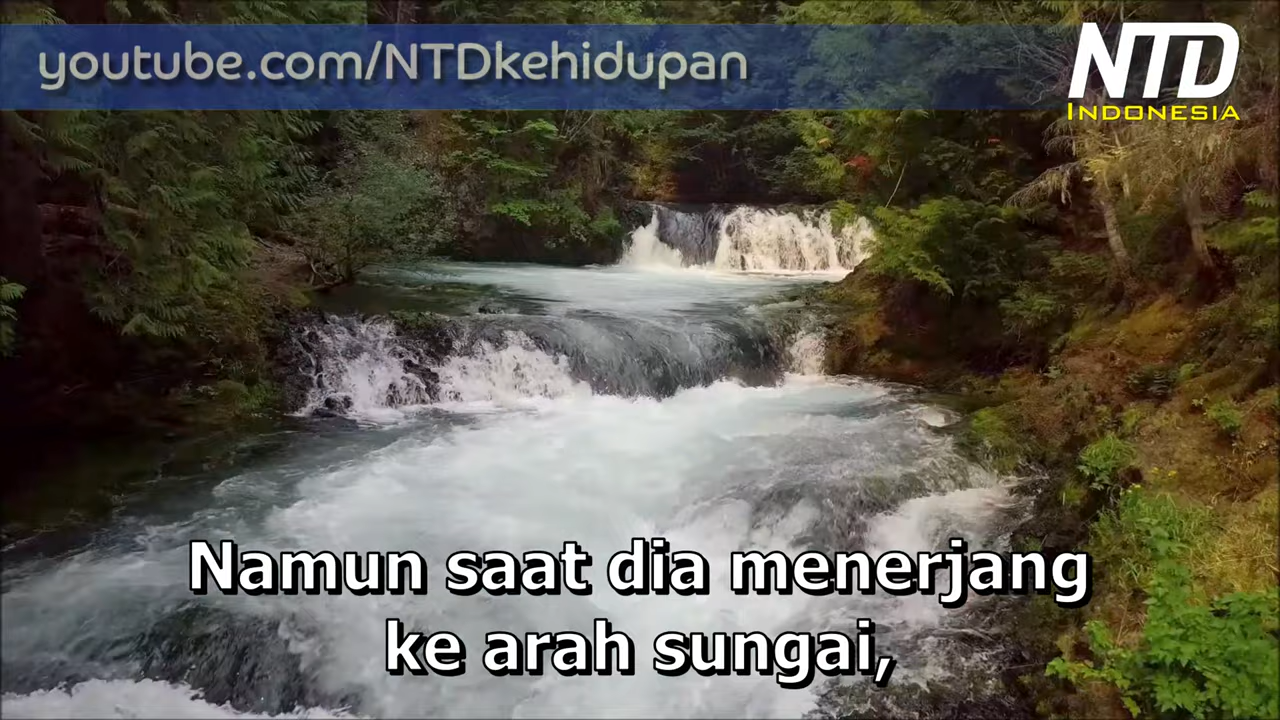 youtube.com/NTDkehidupan
NTD
INDONESIA
Namun saat dia menerjang
ke arah sungai,